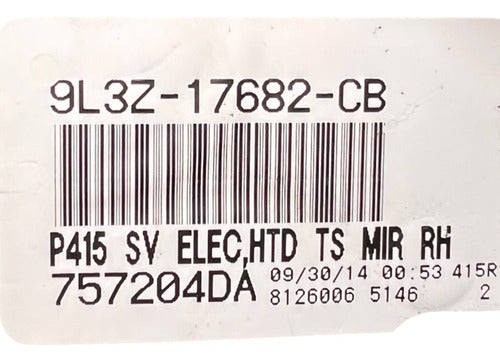 9L3Z-17682-CB
P415 SV ELEC,HTD TS MIR RH
757204DA 09/30/14 00:53 415R
8126006 5146 2